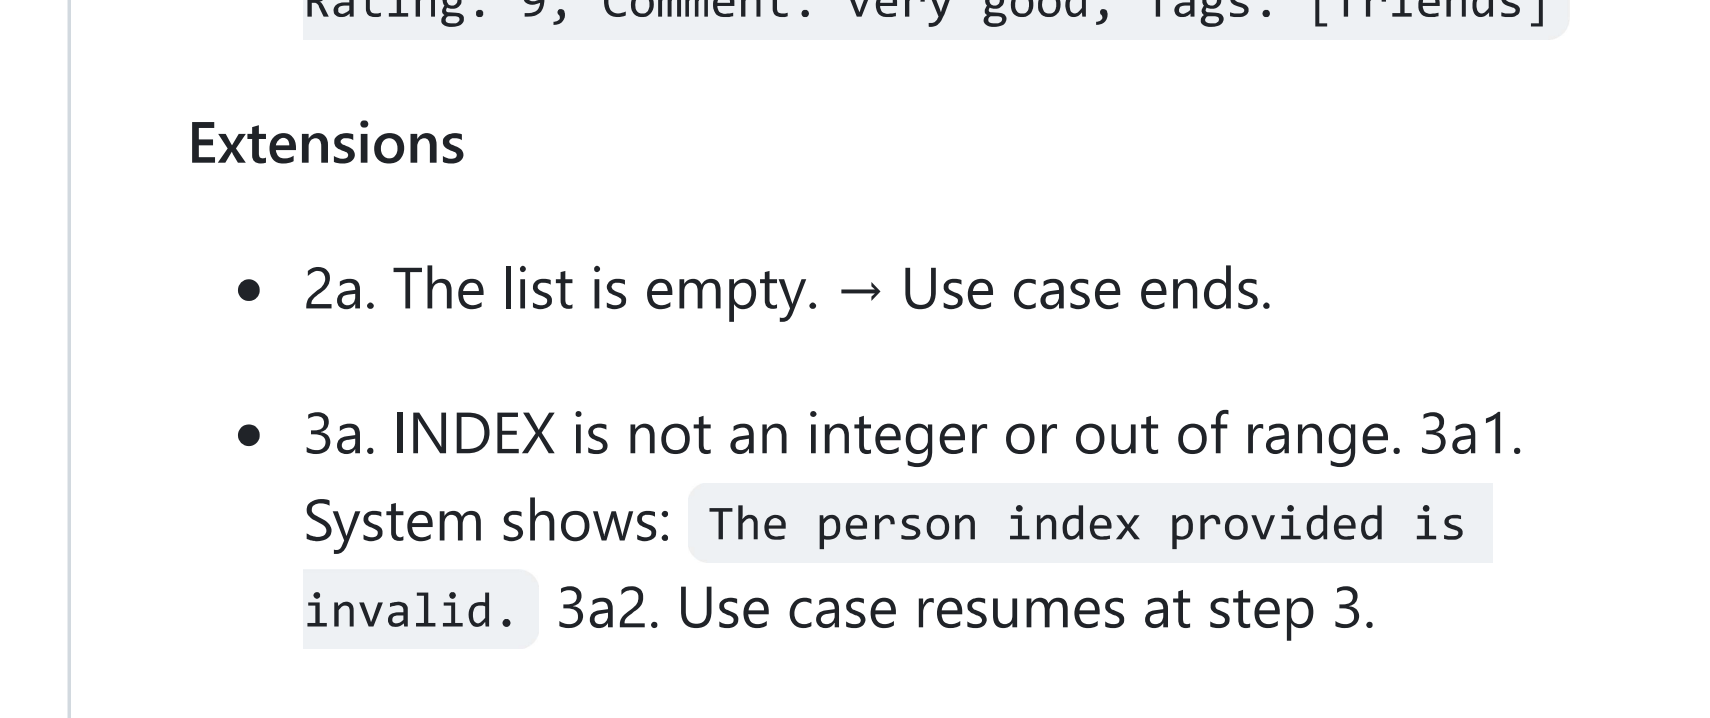 Rating: 9, Comment: very good, Tags: [friends]
Extensions
• 2a. The list is empty. → Use case ends.
• 3a. INDEX is not an integer or out of range. 3a1.
System shows: The person index provided is
invalid. 3a2. Use case resumes at step 3.